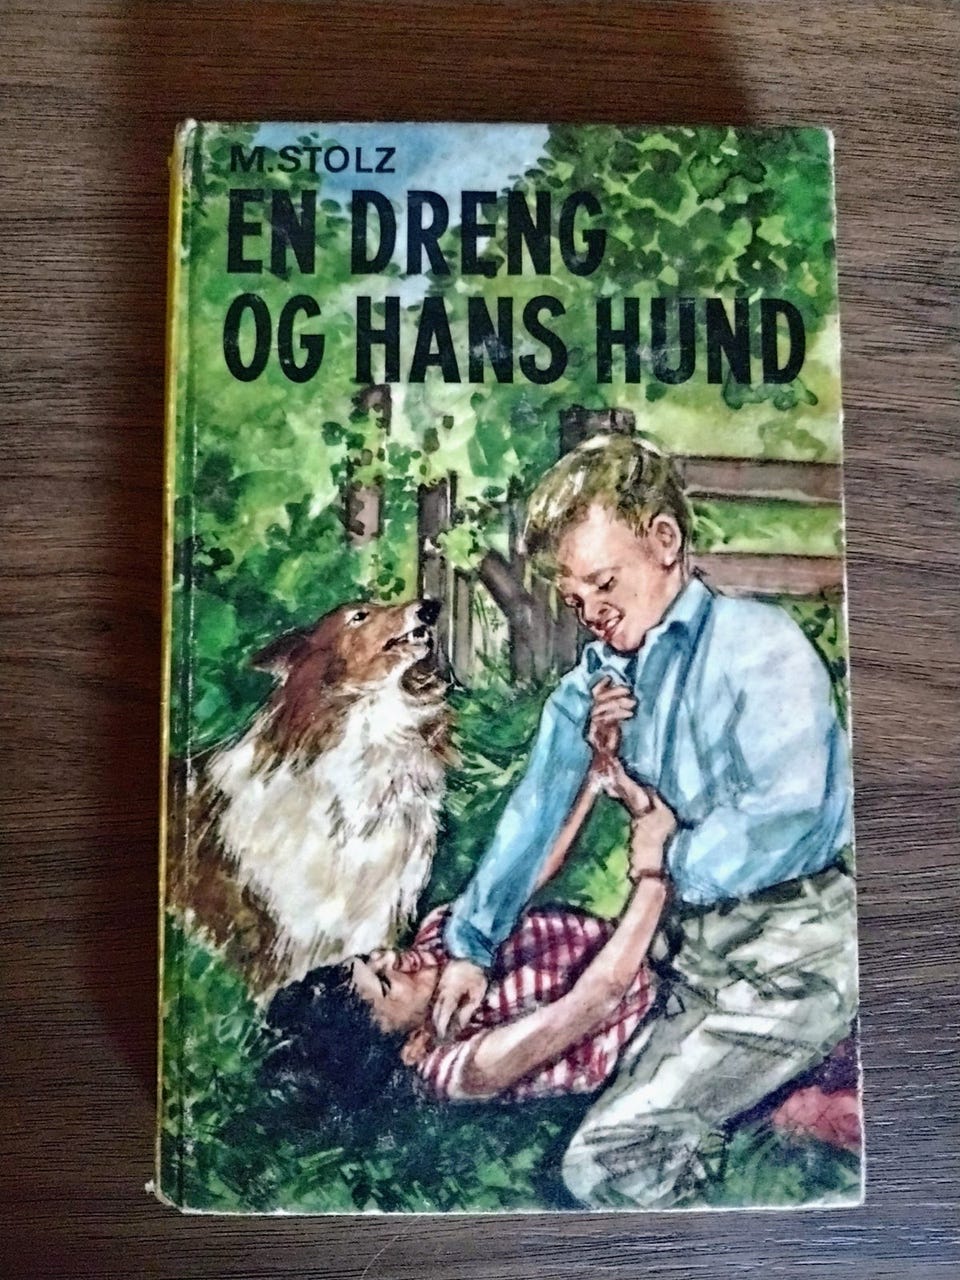 M. STOLZ
EN DRENG
OG HANS HUND